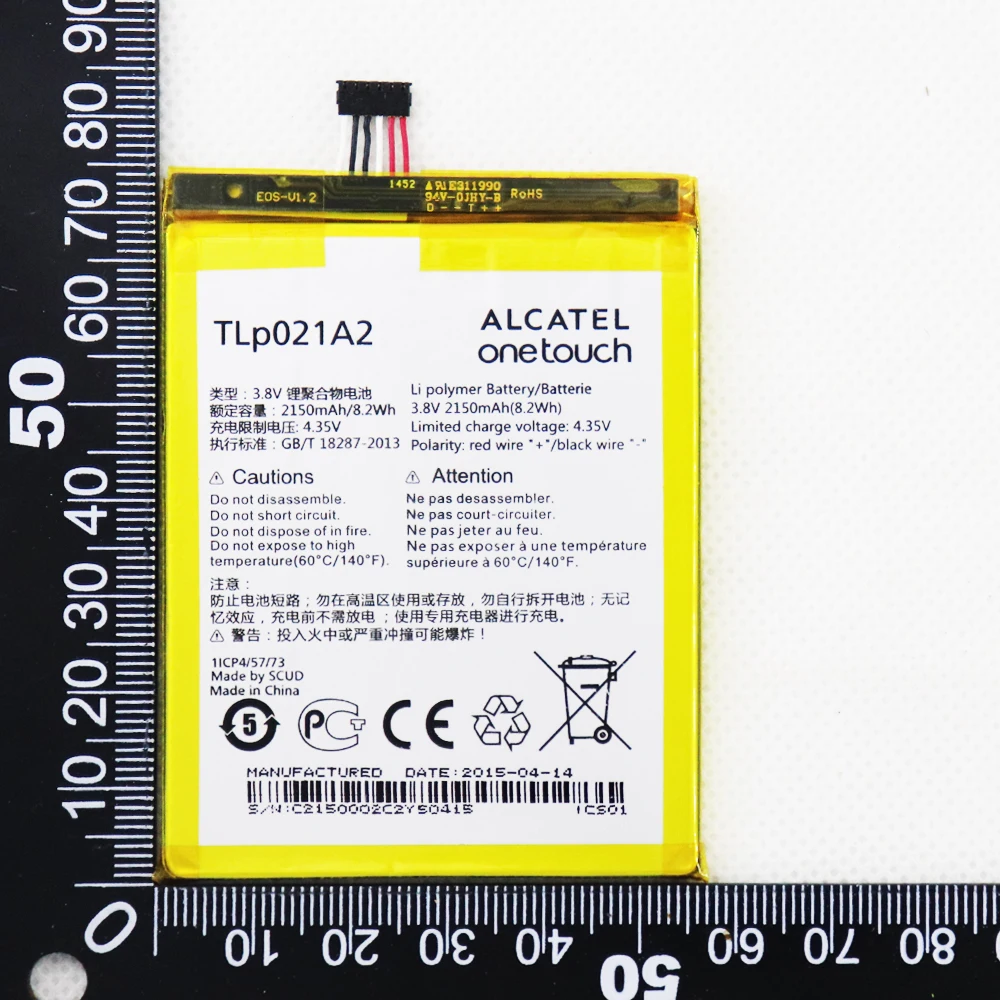 90
80
70
60
50
40
30
20
10
0
1452 91E311990
EOS-V1.2 94V-0JHY-B RoHS
D - - T + +
TLp021A2
ALCATEL
onetouch
类型：3.8V 锂聚合物电池
额定容量：2150mAh/8.2Wh
充电限制电压: 4.35V
执行标准：GB/T 18287-2013
Li polymer Battery/Batterie
3.8V 2150mAh(8.2Wh)
Limited charge voltage: 4.35V
Polarity: red wire "+"/black wire "-"
Cautions
Do not disassemble.
Do not short circuit.
Do not dispose of in fire.
Do not expose to high
temperature(60°C/140°F).
Attention
Ne pas desassembler.
Ne pas court-circuiter.
Ne pas jeter au feu.
Ne pas exposer à une température
supérieure à 60°C/140°F.
注意：
防止电池短路；勿在高温区使用或存放，勿自行拆开电池；无记
忆效应，充电前不需放电；使用专用充电器进行充电。
警告：投入火中或严重冲撞可能爆炸！
1ICP4/57/73
Made by SCUD
Made in China
5 PCT CE
MANUFACTURED DATE:2015-04-14
S/N:C2150002C2Y50415 ICS01
10 20 30 40 50 60 70 80